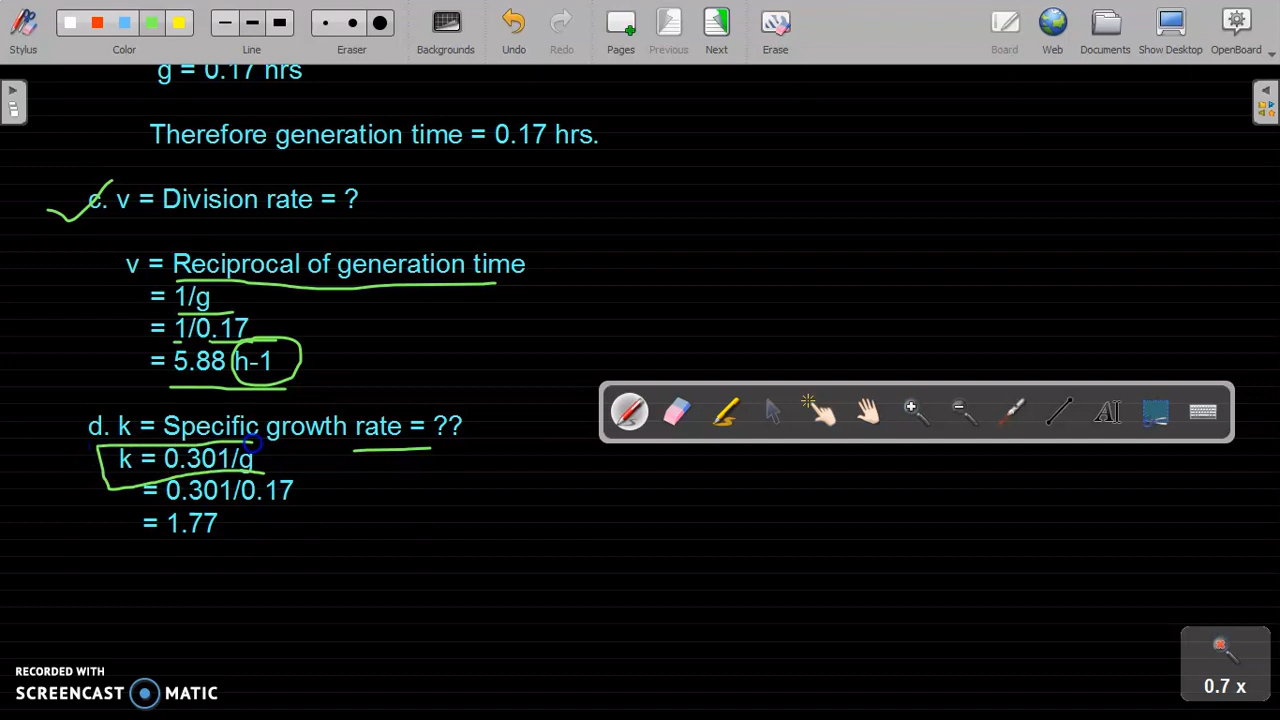 Stylus
Color
Line
Eraser
Backgrounds
Undo
Redo
Pages
Previous
Next
Erase
Board
Web
Documents
Show Desktop
OpenBoard
g = 0.17 hrs
Therefore generation time = 0.17 hrs.
c. v = Division rate = ?
v = Reciprocal of generation time
= 1/g
= 1/0.17
= 5.88 h-1
d. k = Specific growth rate = ??
k = 0.301/g
= 0.301/0.17
= 1.77
RECORDED WITH
SCREENCAST MATIC
0.7 x